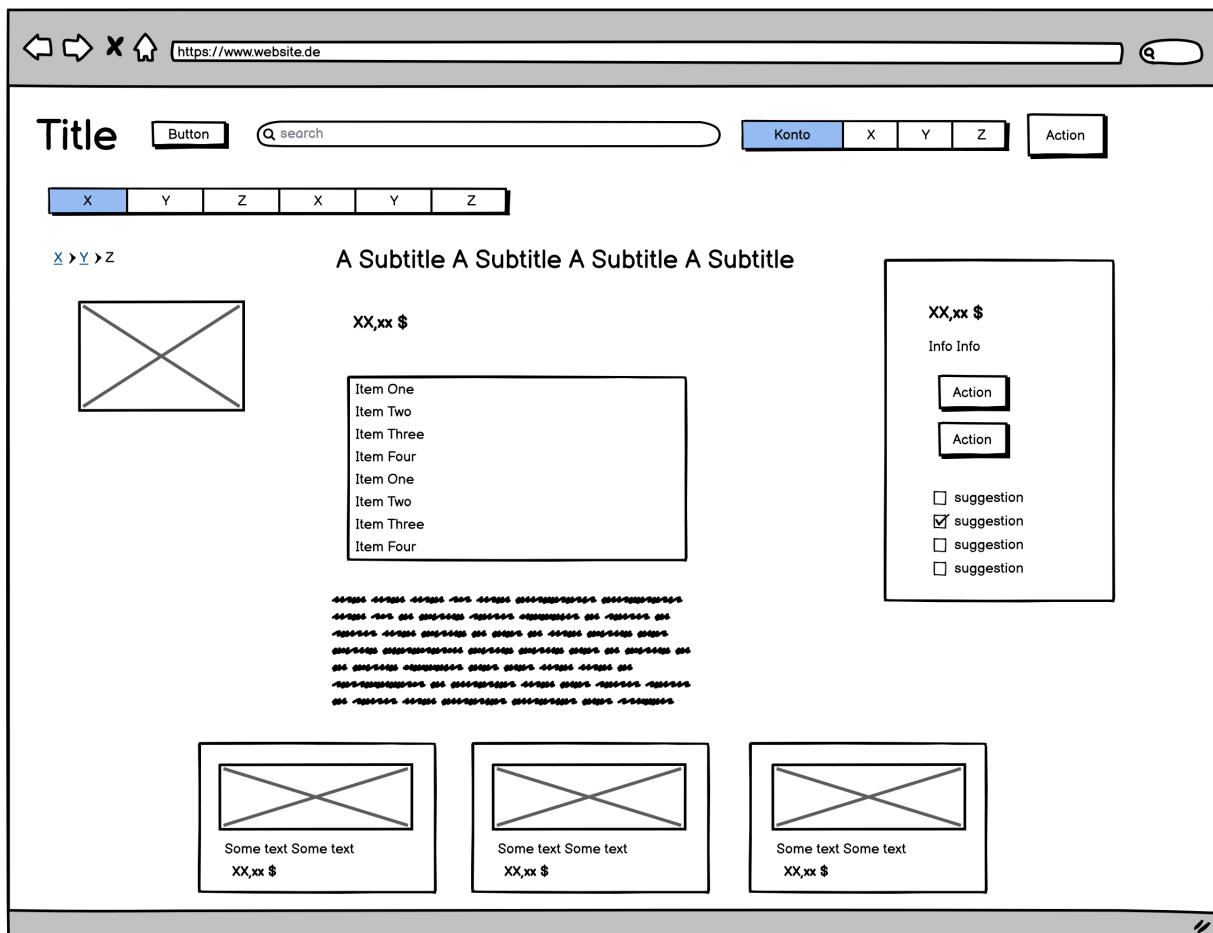 https://www.website.de
Title
Button
search
Konto X Y Z
Action
X Y Z X Y Z
X Y Z
A Subtitle A Subtitle A Subtitle A Subtitle
XX,xx $
Item One
Item Two
Item Three
Item Four
Item One
Item Two
Item Three
Item Four
XX,xx $
Info Info
Action
Action
suggestion
suggestion
suggestion
suggestion
Some text Some text
XX,xx $
Some text Some text
XX,xx $
Some text Some text
XX,xx $